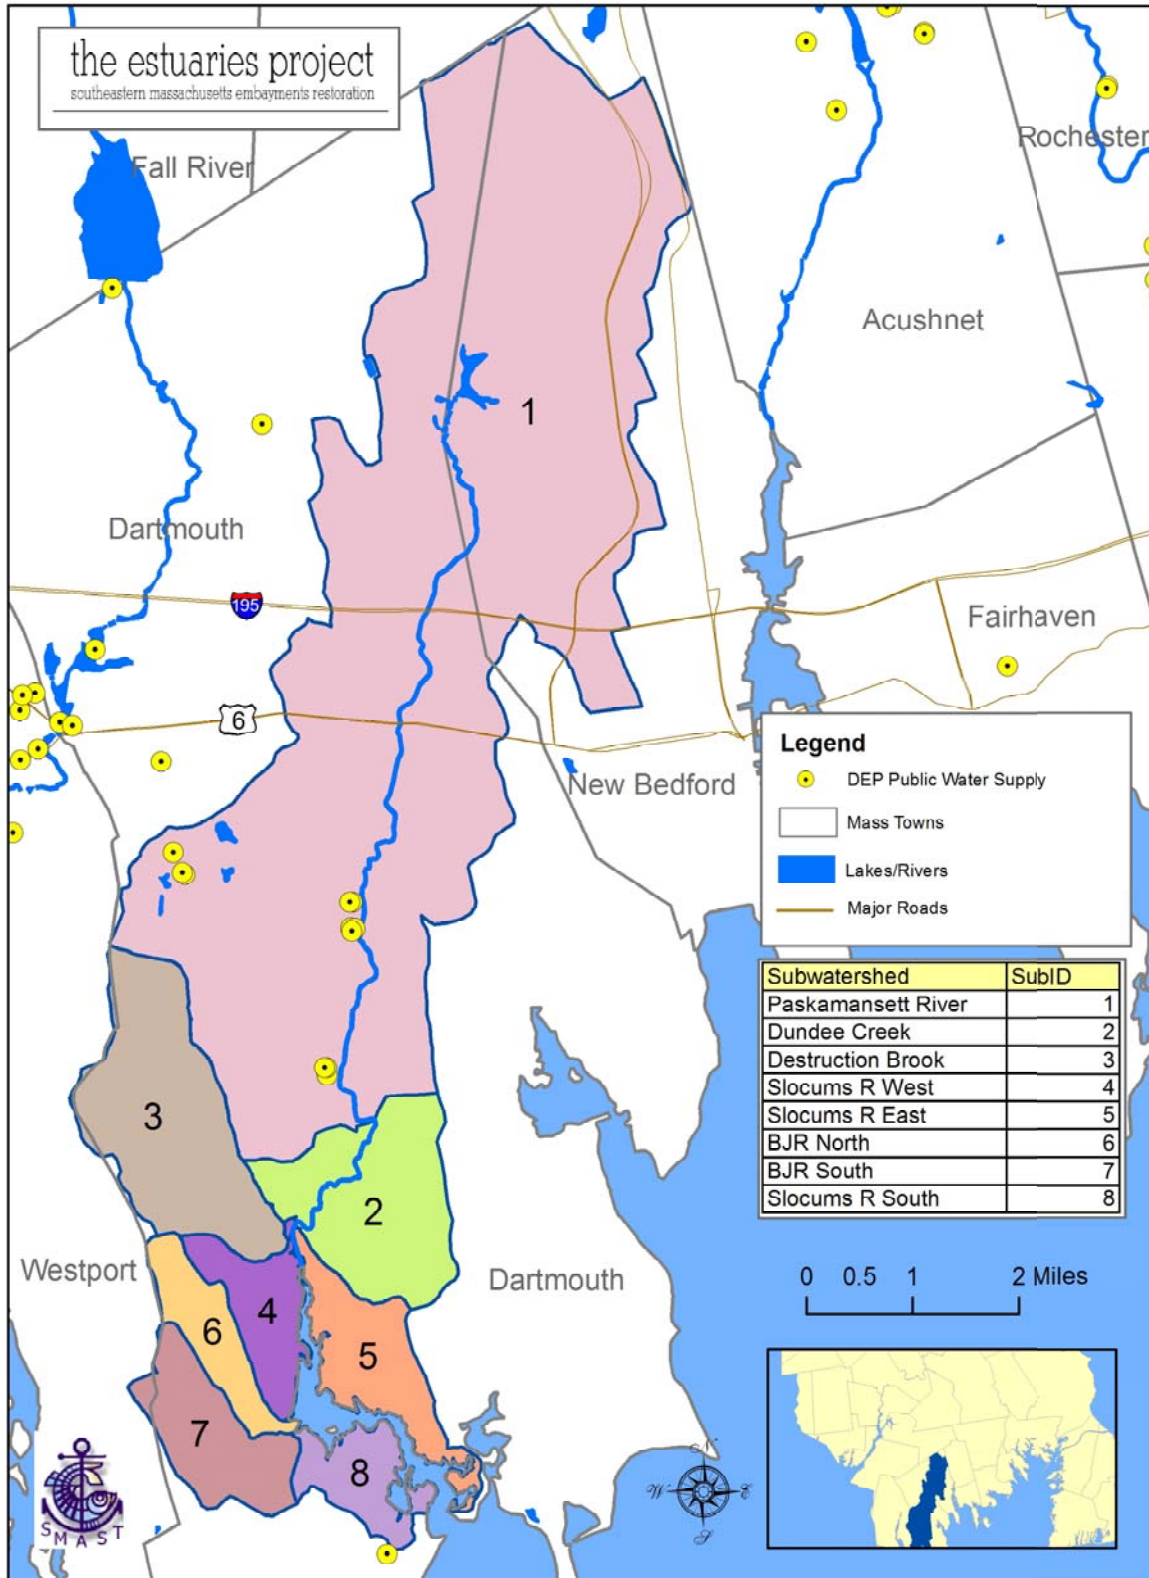 the estuaries project
southeastern massachusetts embayments restoration
Fall River
Rochester
Acushnet
1
Dartmouth
195
Fairhaven
6
New Bedford
Legend
DEP Public Water Supply
Mass Towns
Lakes/Rivers
Major Roads
Subwatershed SubID
Paskamansett River 1
Dundee Creek 2
Destruction Brook 3
Slocums R West 4
Slocums R East 5
BJR North 6
BJR South 7
Slocums R South 8
3
2
Westport
Dartmouth
0 0.5 1 2 Miles
4
6
5
7
8
N
W E
S
SMAST